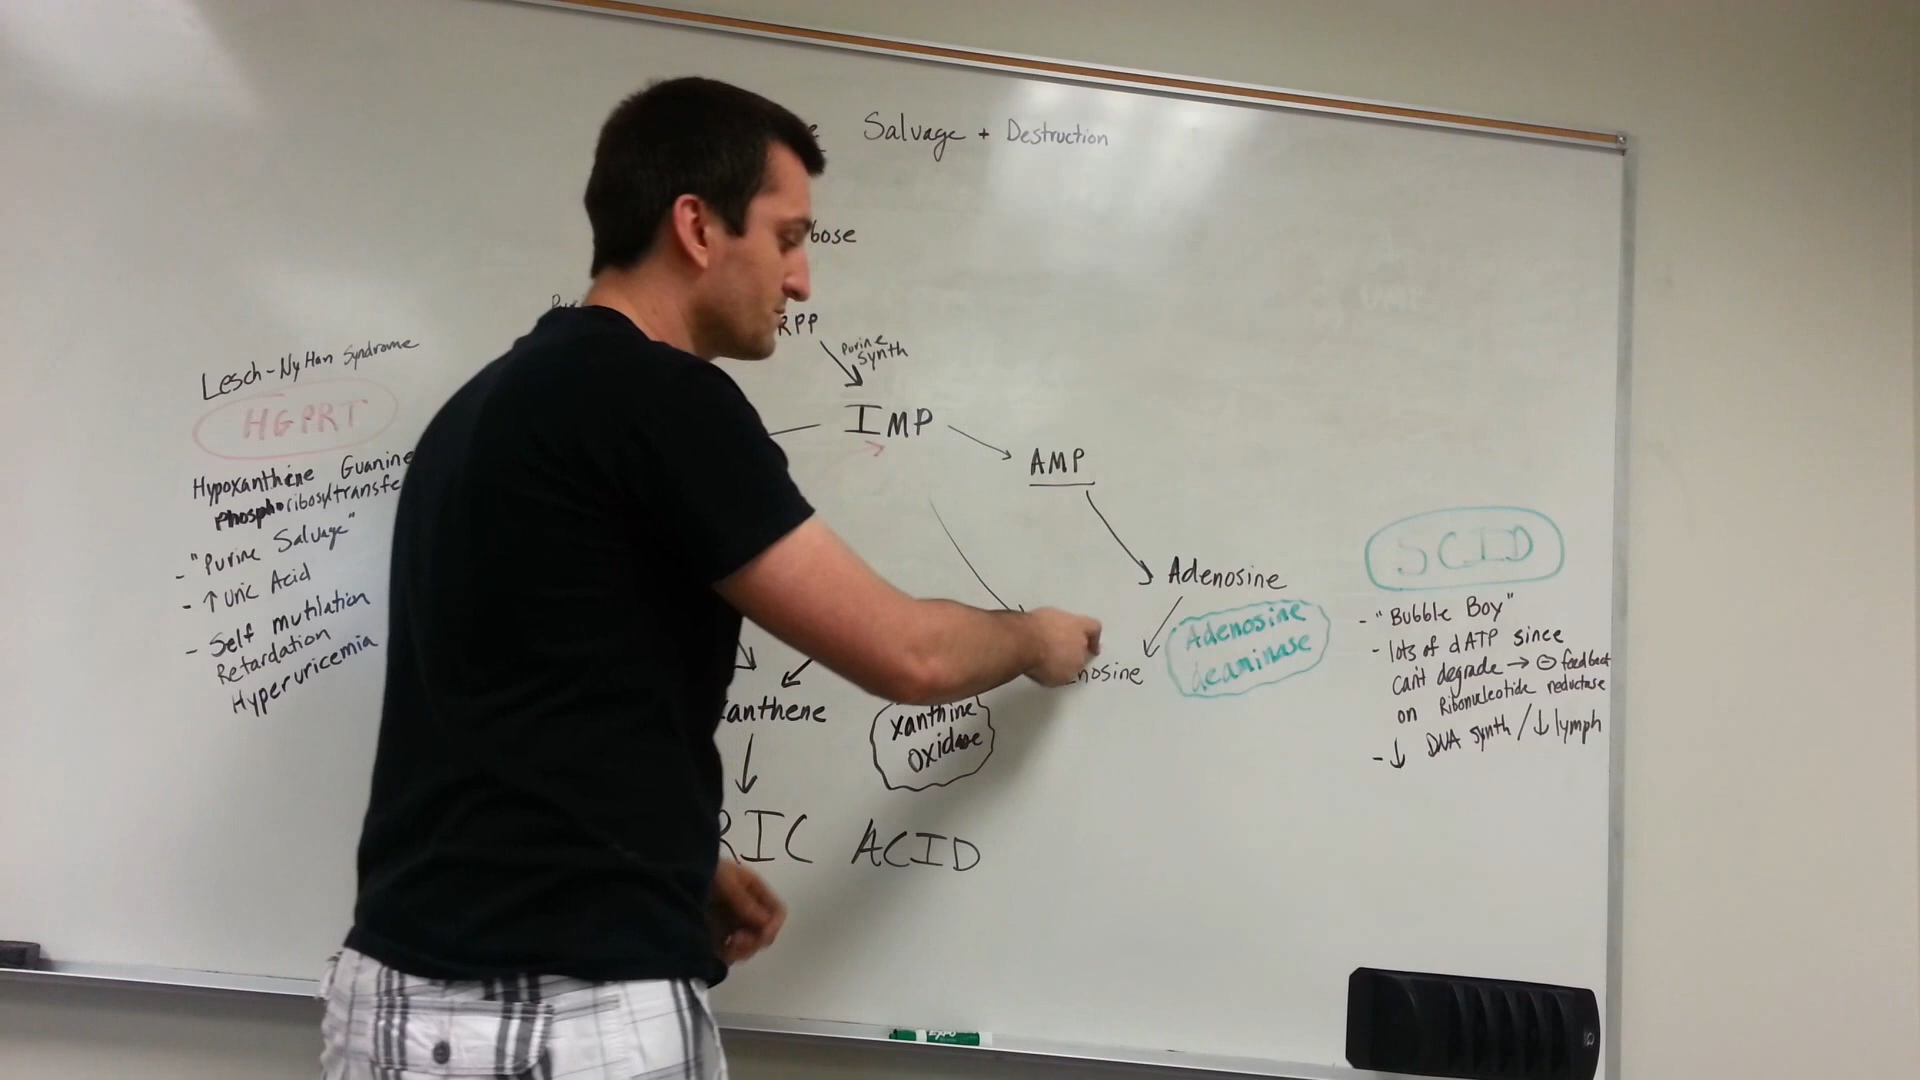 Salvage + Destruction
bose
RPP
Purine
Synth
IMP
AMP
Adenosine
Adenosine
deaminase
nosine
xanthine
oxidase
anthene
RIC ACID
Lesch-NyHan Syndrome
HGPRT
Hypoxanthine Guanine
Phosphoribosyltransfe
- "Purine Salvage"
- ↑ Uric Acid
- Self mutilation
Retardation
Hyperuricemia
SCID
- "Bubble Boy"
- lots of dATP since
can't degrade → ⊖ feedback
on Ribonucleotide reductase
- ↓ DNA synth / ↓ lymph
EXPO